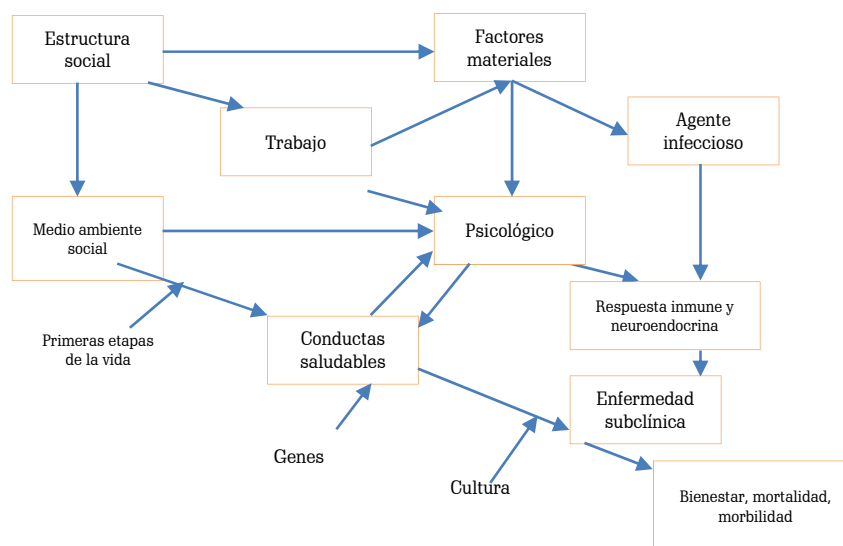 Estructura
social
Factores
materiales
Trabajo
Agente
infeccioso
Medio ambiente
social
Psicológico
Primeras etapas
de la vida
Conductas
saludables
Respuesta inmune y
neuroendocrina
Genes
Cultura
Enfermedad
subclínica
Bienestar, mortalidad,
morbilidad